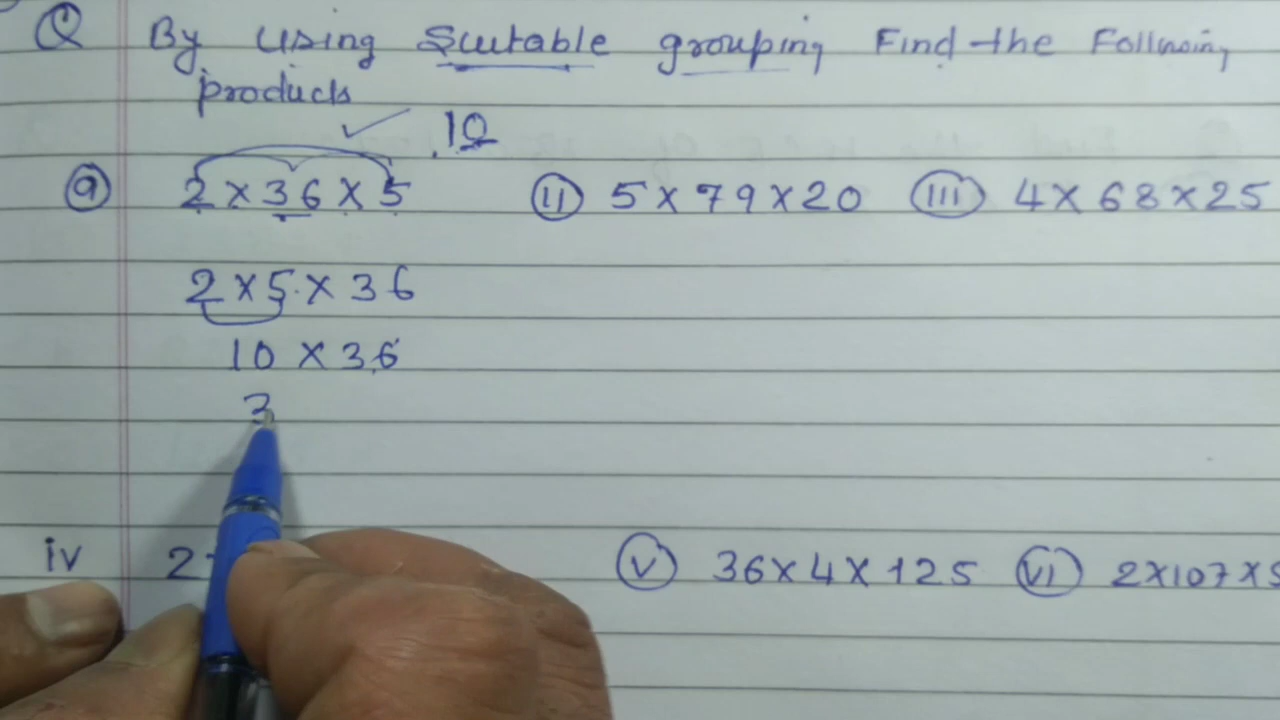 Q By using Suitable grouping Find the Following
products
10
a 2 × 36 × 5 II 5 × 79 × 20 III 4 × 68 × 25
2 × 5 × 36
10 × 36
3
iv 2 V 36 × 4 × 125 VI 2 × 107 × 5